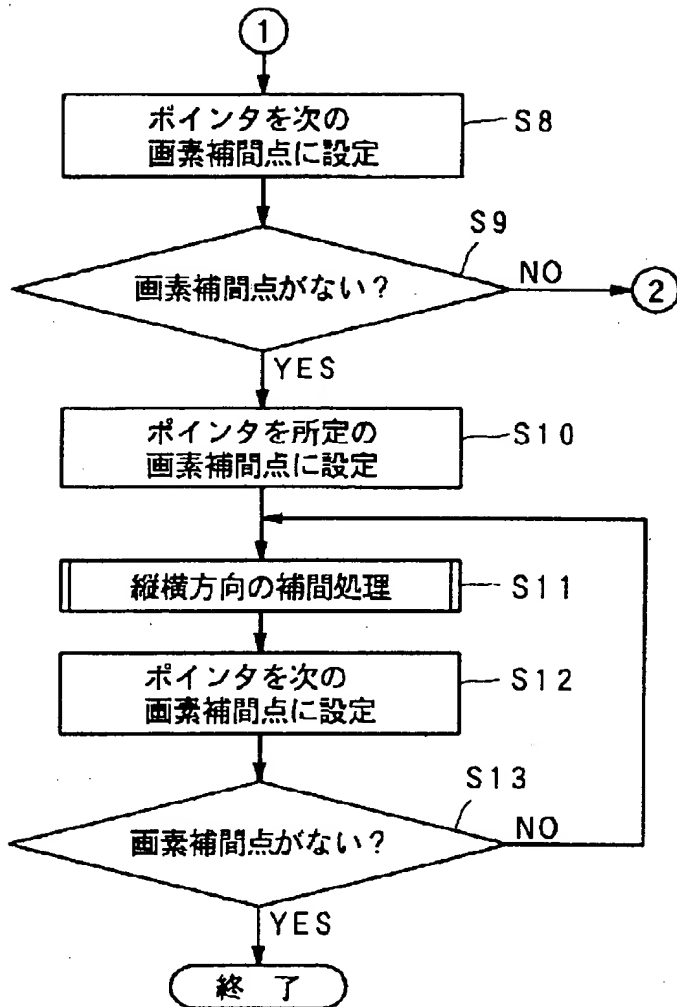 1
ポインタを次の
画素補間点に設定
S8
S9
画素補間点がない?
NO
2
YES
ポインタを所定の
画素補間点に設定
S10
縦横方向の補間処理
S11
ポインタを次の
画素補間点に設定
S12
S13
画素補間点がない?
NO
YES
終 了